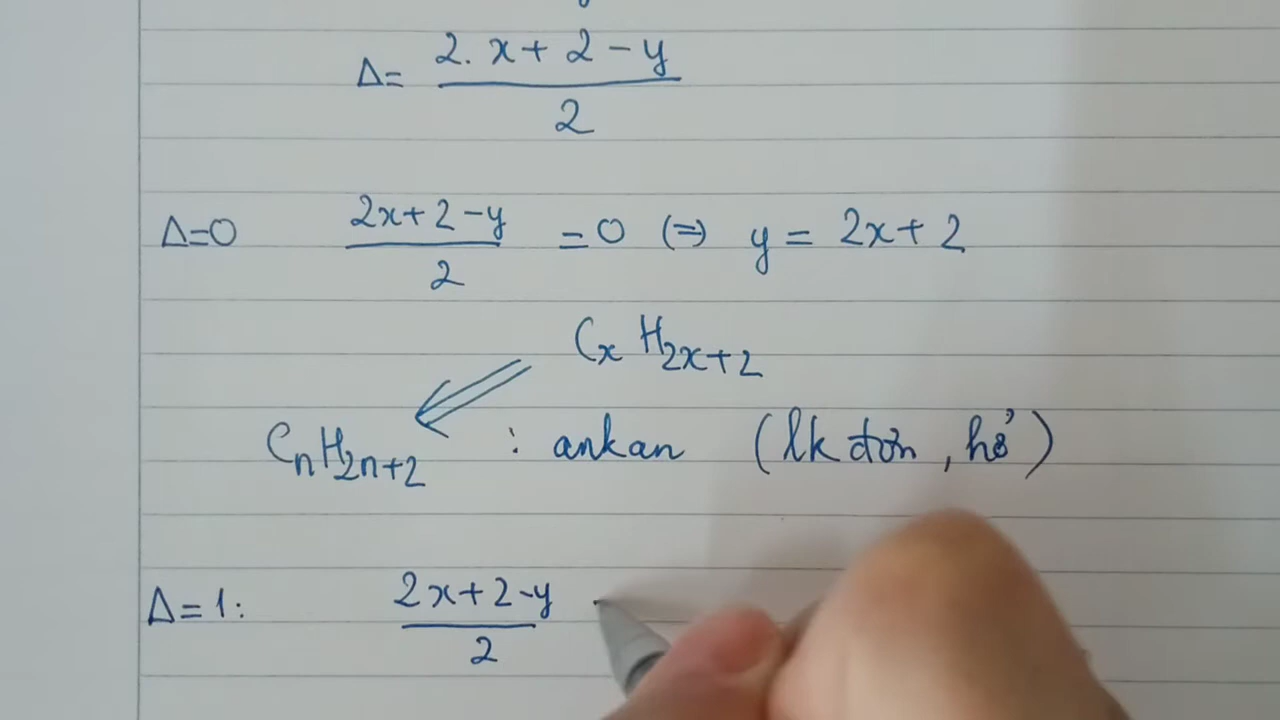 Δ= (2.x+2-y)/2
Δ=0 (2x+2-y)/2 =0 (=) y = 2x+2
CxH2x+2
CnH2n+2 : ankan (lk đơn, hở)
Δ=1: (2x+2-y)/2